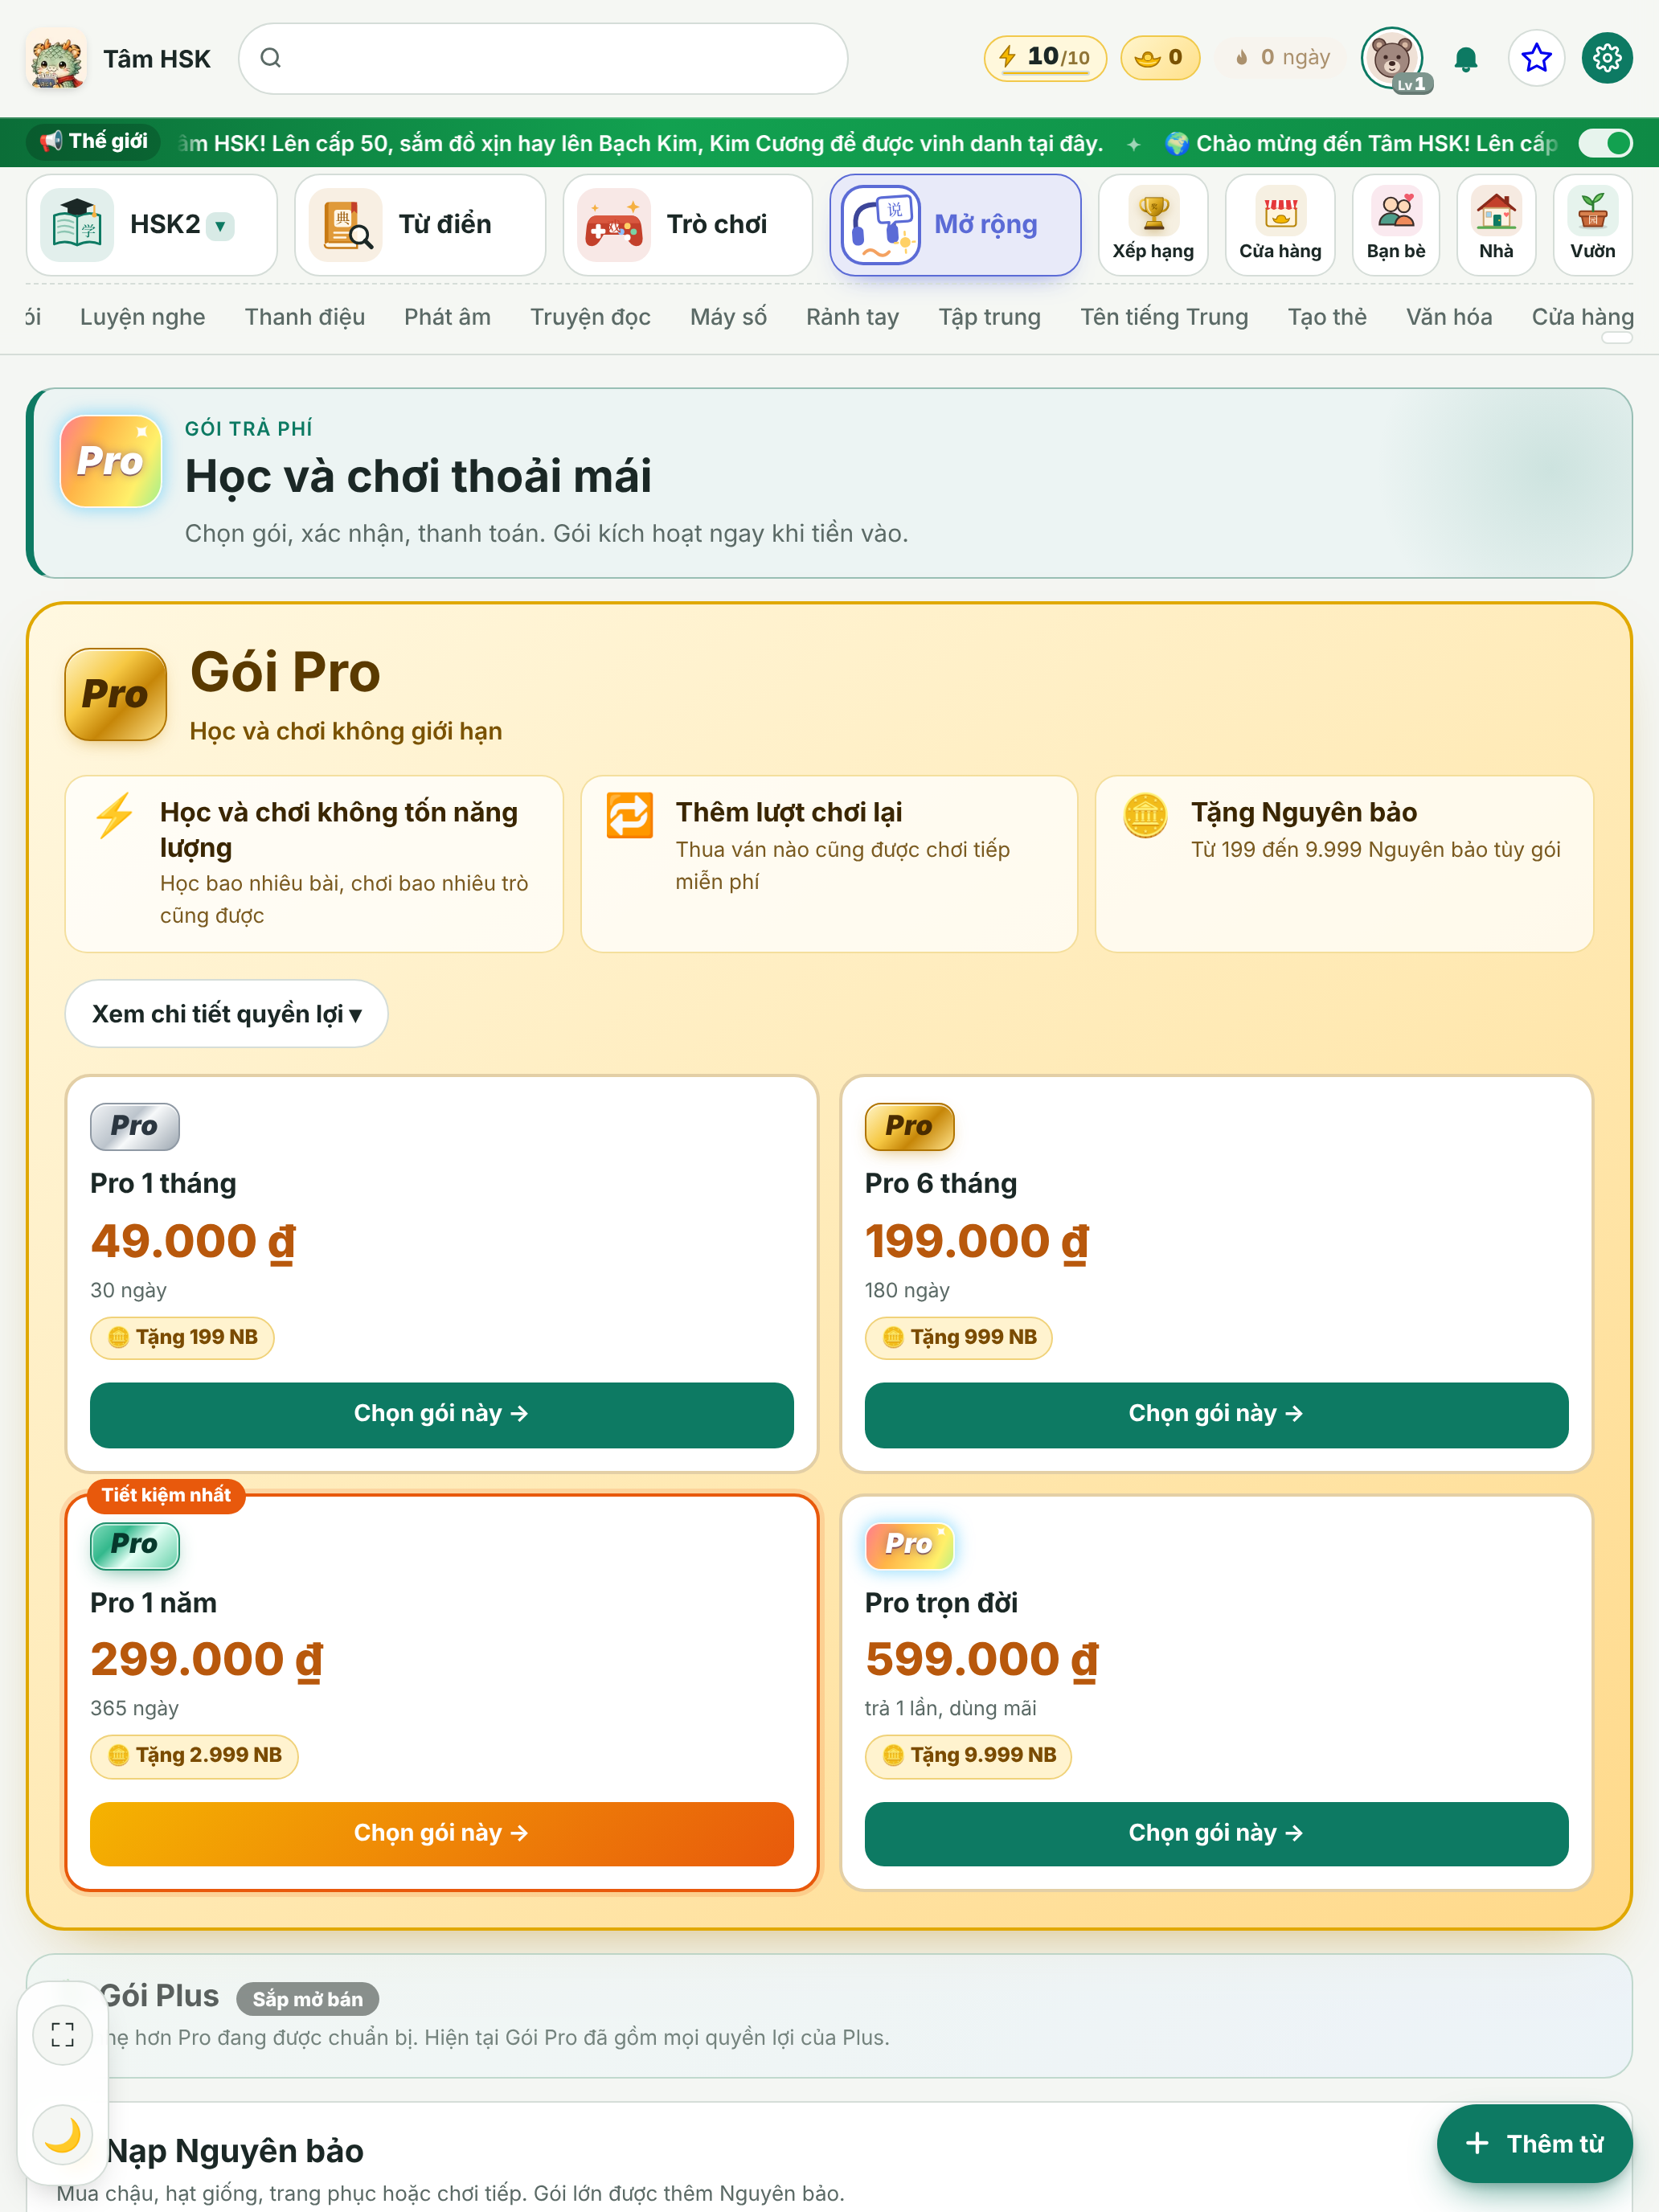 Tâm HSK
10/10
0
0 ngày
Lv 1
📢 Thế giới
âm HSK! Lên cấp 50, sắm đồ xịn hay lên Bạch Kim, Kim Cương để được vinh danh tại đây. ✦ 🌍 Chào mừng đến Tâm HSK! Lên cấp
学
HSK2 ▼
典
Từ điển
Trò chơi
说
Mở rộng
Xếp hạng
Cửa hàng
Bạn bè
Nhà
Vườn
ói
Luyện nghe
Thanh điệu
Phát âm
Truyện đọc
Máy số
Rảnh tay
Tập trung
Tên tiếng Trung
Tạo thẻ
Văn hóa
Cửa hàng
Pro
GÓI TRẢ PHÍ
Học và chơi thoải mái
Chọn gói, xác nhận, thanh toán. Gói kích hoạt ngay khi tiền vào.
Pro
Gói Pro
Học và chơi không giới hạn
Học và chơi không tốn năng
lượng
Học bao nhiêu bài, chơi bao nhiêu trò
cũng được
Thêm lượt chơi lại
Thua ván nào cũng được chơi tiếp
miễn phí
Tặng Nguyên bảo
Từ 199 đến 9.999 Nguyên bảo tùy gói
Xem chi tiết quyền lợi ▾
Pro
Pro 1 tháng
49.000 ₫
30 ngày
Tặng 199 NB
Chọn gói này →
Pro
Pro 6 tháng
199.000 ₫
180 ngày
Tặng 999 NB
Chọn gói này →
Tiết kiệm nhất
Pro
Pro 1 năm
299.000 ₫
365 ngày
Tặng 2.999 NB
Chọn gói này →
Pro
Pro trọn đời
599.000 ₫
trả 1 lần, dùng mãi
Tặng 9.999 NB
Chọn gói này →
Gói Plus
Sắp mở bán
hẹ hơn Pro đang được chuẩn bị. Hiện tại Gói Pro đã gồm mọi quyền lợi của Plus.
Nạp Nguyên bảo
Mua chậu, hạt giống, trang phục hoặc chơi tiếp. Gói lớn được thêm Nguyên bảo.
+ Thêm từ